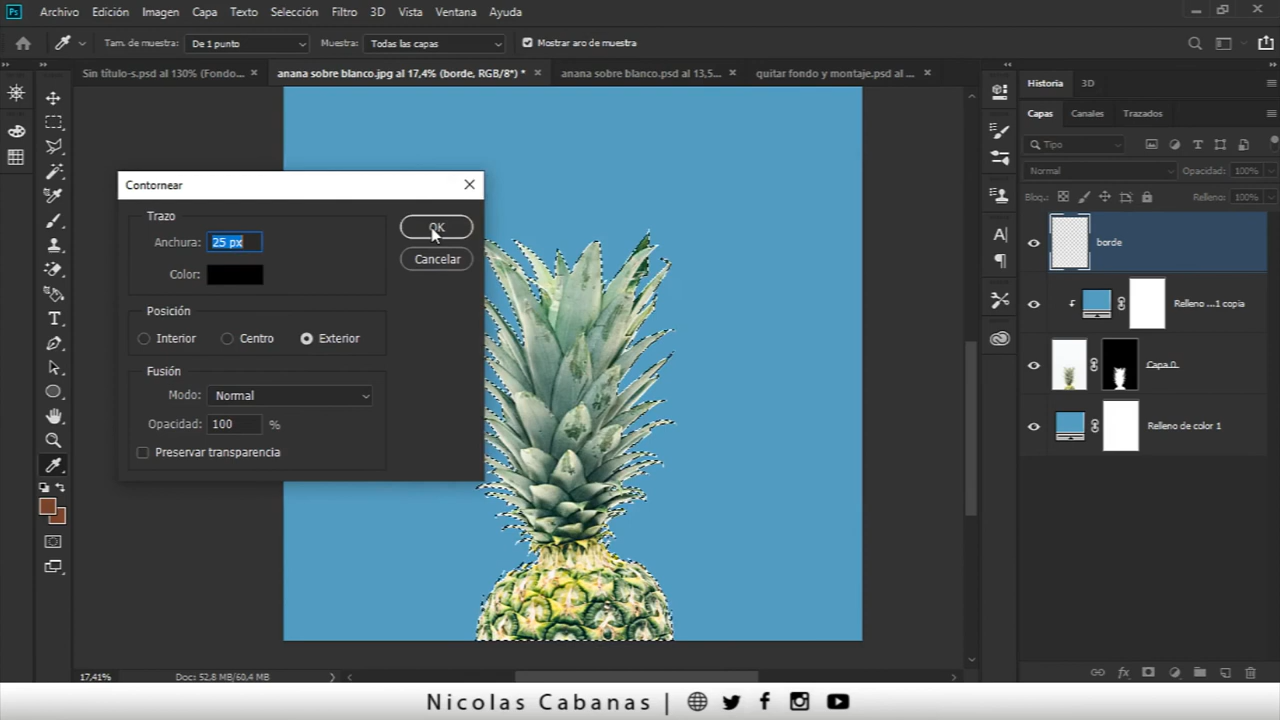 Ps Archivo Edición Imagen Capa Texto Selección Filtro 3D Vista Ventana Ayuda
Tam. de muestra: De 1 punto Muestra: Todas las capas Mostrar aro de muestra
Sin título-s.psd al 130% (Fondo... anana sobre blanco.jpg al 17,4% (borde, RGB/8*) * anana sobre blanco.psd al 13,5... quitar fondo y montaje.psd al ...
Historia 3D
Capas Canales Trazados
Tipo
Normal Opacidad: 100%
Bloq.: Relleno: 100%
borde
Relleno ...1 copia
Capa 0
Relleno de color 1
Contornear
Trazo
Anchura: 25 px
Color:
OK
Cancelar
Posición
Interior Centro Exterior
Fusión
Modo: Normal
Opacidad: 100 %
Preservar transparencia
17,41% Doc: 52,8 MB/60,4 MB
Nicolas Cabanas |